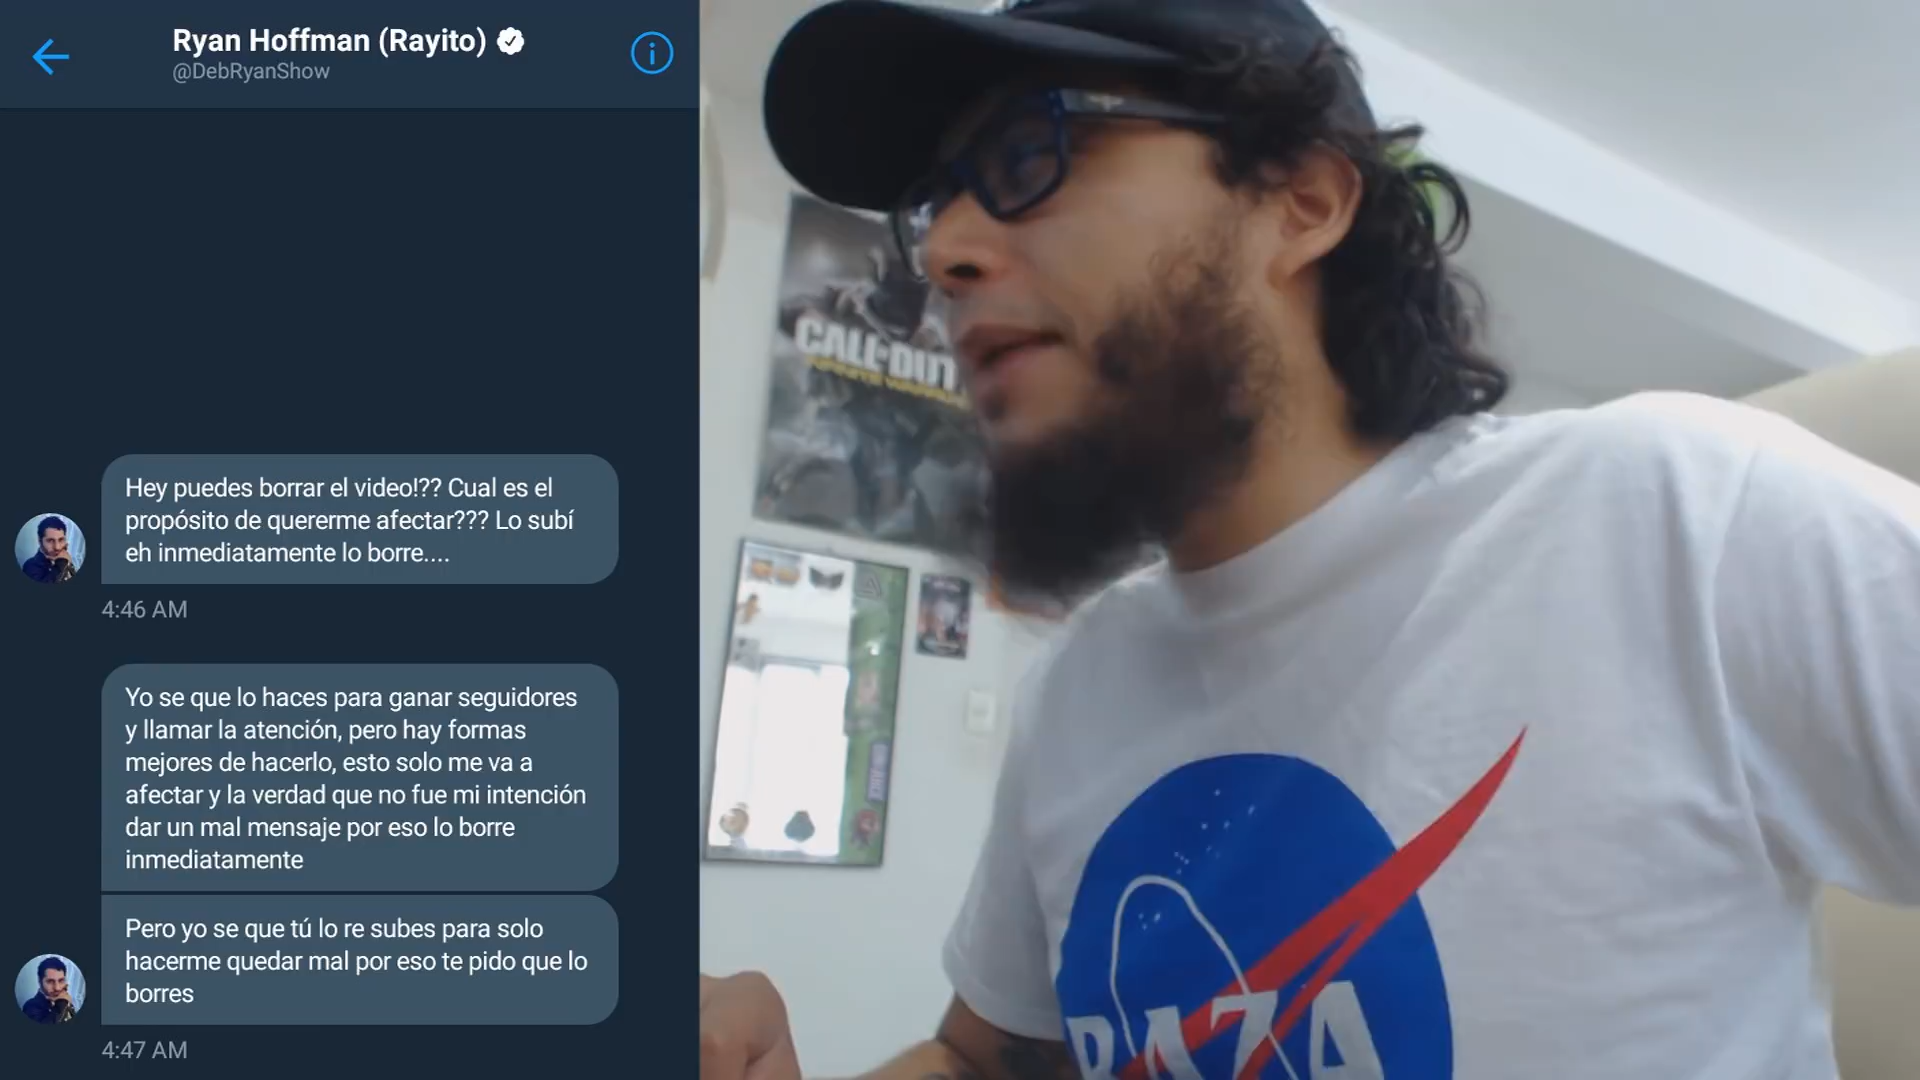 Ryan Hoffman (Rayito)
@DebRyanShow
Hey puedes borrar el video!?? Cual es el
propósito de quererme afectar??? Lo subí
eh inmediatamente lo borre....
4:46 AM
Yo se que lo haces para ganar seguidores
y llamar la atención, pero hay formas
mejores de hacerlo, esto solo me va a
afectar y la verdad que no fue mi intención
dar un mal mensaje por eso lo borre
inmediatamente
Pero yo se que tú lo re subes para solo
hacerme quedar mal por eso te pido que lo
borres
4:47 AM
CALL OF DUTY
INFINITE WARFARE
RAZA